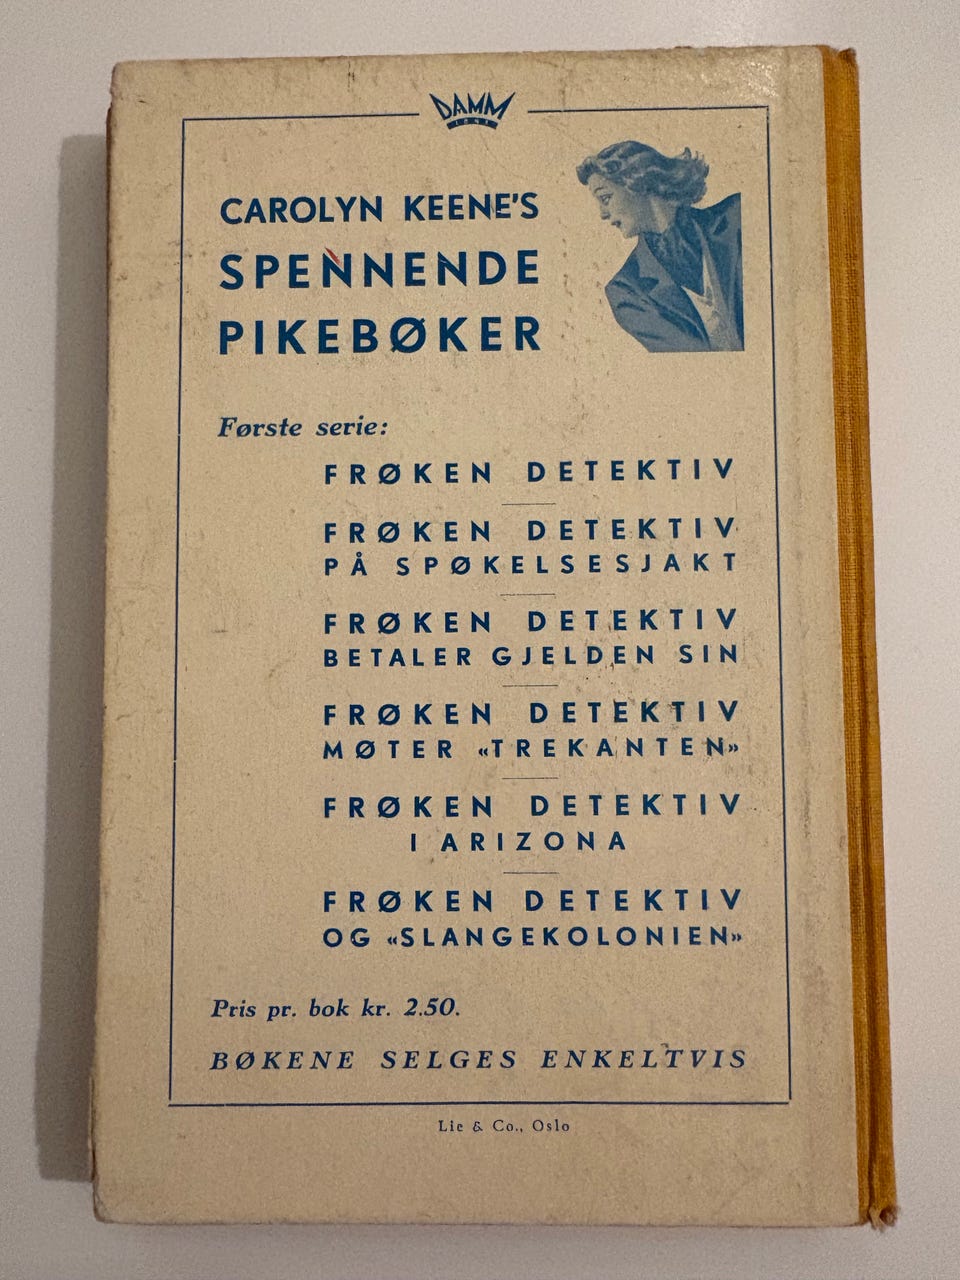 DAMM
CAROLYN KEENE'S
SPENNENDE
PIKEBØKER
Første serie:
FRØKEN DETEKTIV
FRØKEN DETEKTIV
PÅ SPØKELSESJAKT
FRØKEN DETEKTIV
BETALER GJELDEN SIN
FRØKEN DETEKTIV
MØTER «TREKANTEN»
FRØKEN DETEKTIV
I ARIZONA
FRØKEN DETEKTIV
OG «SLANGEKOLONIEN»
Pris pr. bok kr. 2.50.
BØKENE SELGES ENKELTVIS
Lie & Co., Oslo